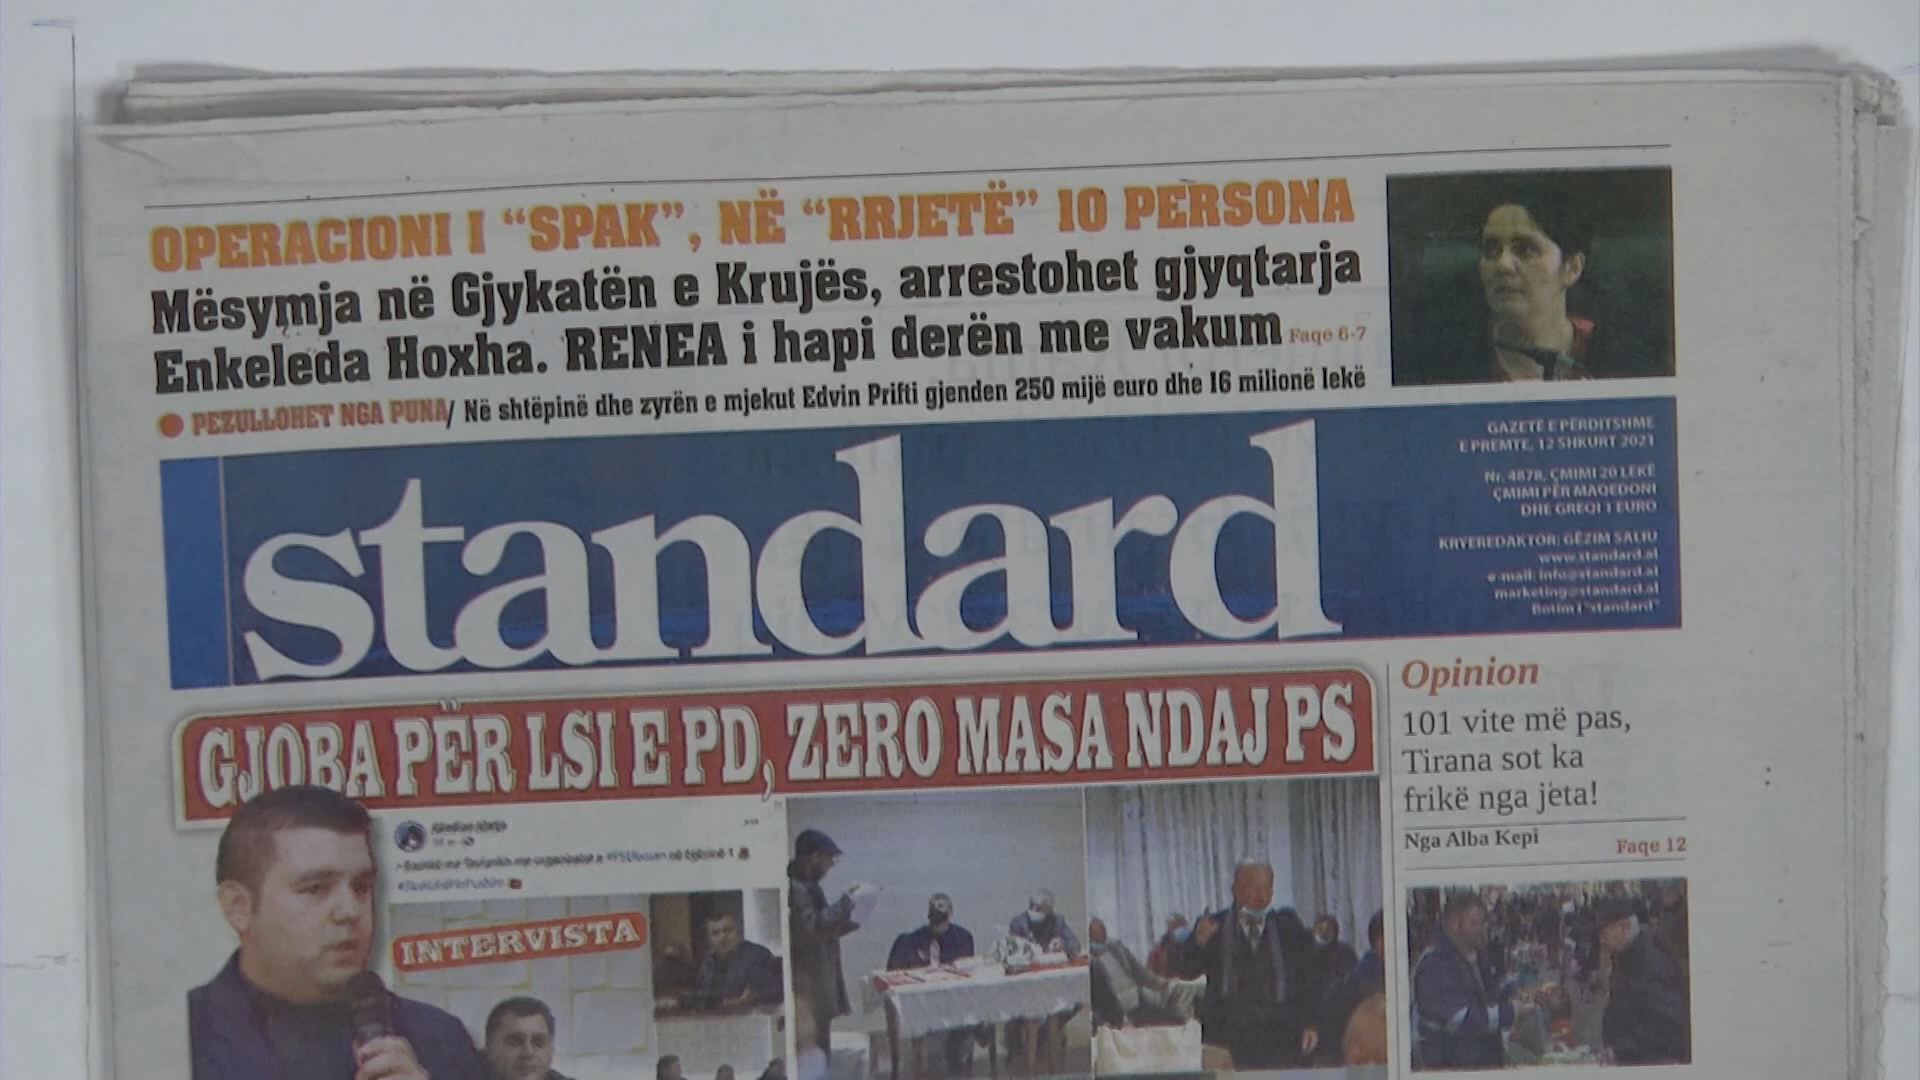 OPERACIONI I “SPAK”, NË “RRJETË” 10 PERSONA
Mësymja në Gjykatën e Krujës, arrestohet gjyqtarja
Enkeleda Hoxha. RENEA i hapi derën me vakum Faqe 6-7
PEZULLOHET NGA PUNA/ Në shtëpinë dhe zyrën e mjekut Edvin Prifti gjenden 250 mijë euro dhe 16 milionë lekë
standard
GAZETË E PËRDITSHME
E PREMTE, 12 SHKURT 2021
Nr. 4878, ÇMIMI 20 LEKË
ÇMIMI PËR MAQEDONI
DHE GREQI 1 EURO
KRYEREDAKTOR: GËZIM SALIU
www.standard.al
e-mail: info@standard.al
marketing@standard.al
Botim i "standard"
GJOBA PËR LSI E PD, ZERO MASA NDAJ PS
INTERVISTA
Opinion
101 vite më pas,
Tirana sot ka
frikë nga jeta!
Nga Alba Kepi
Faqe 12